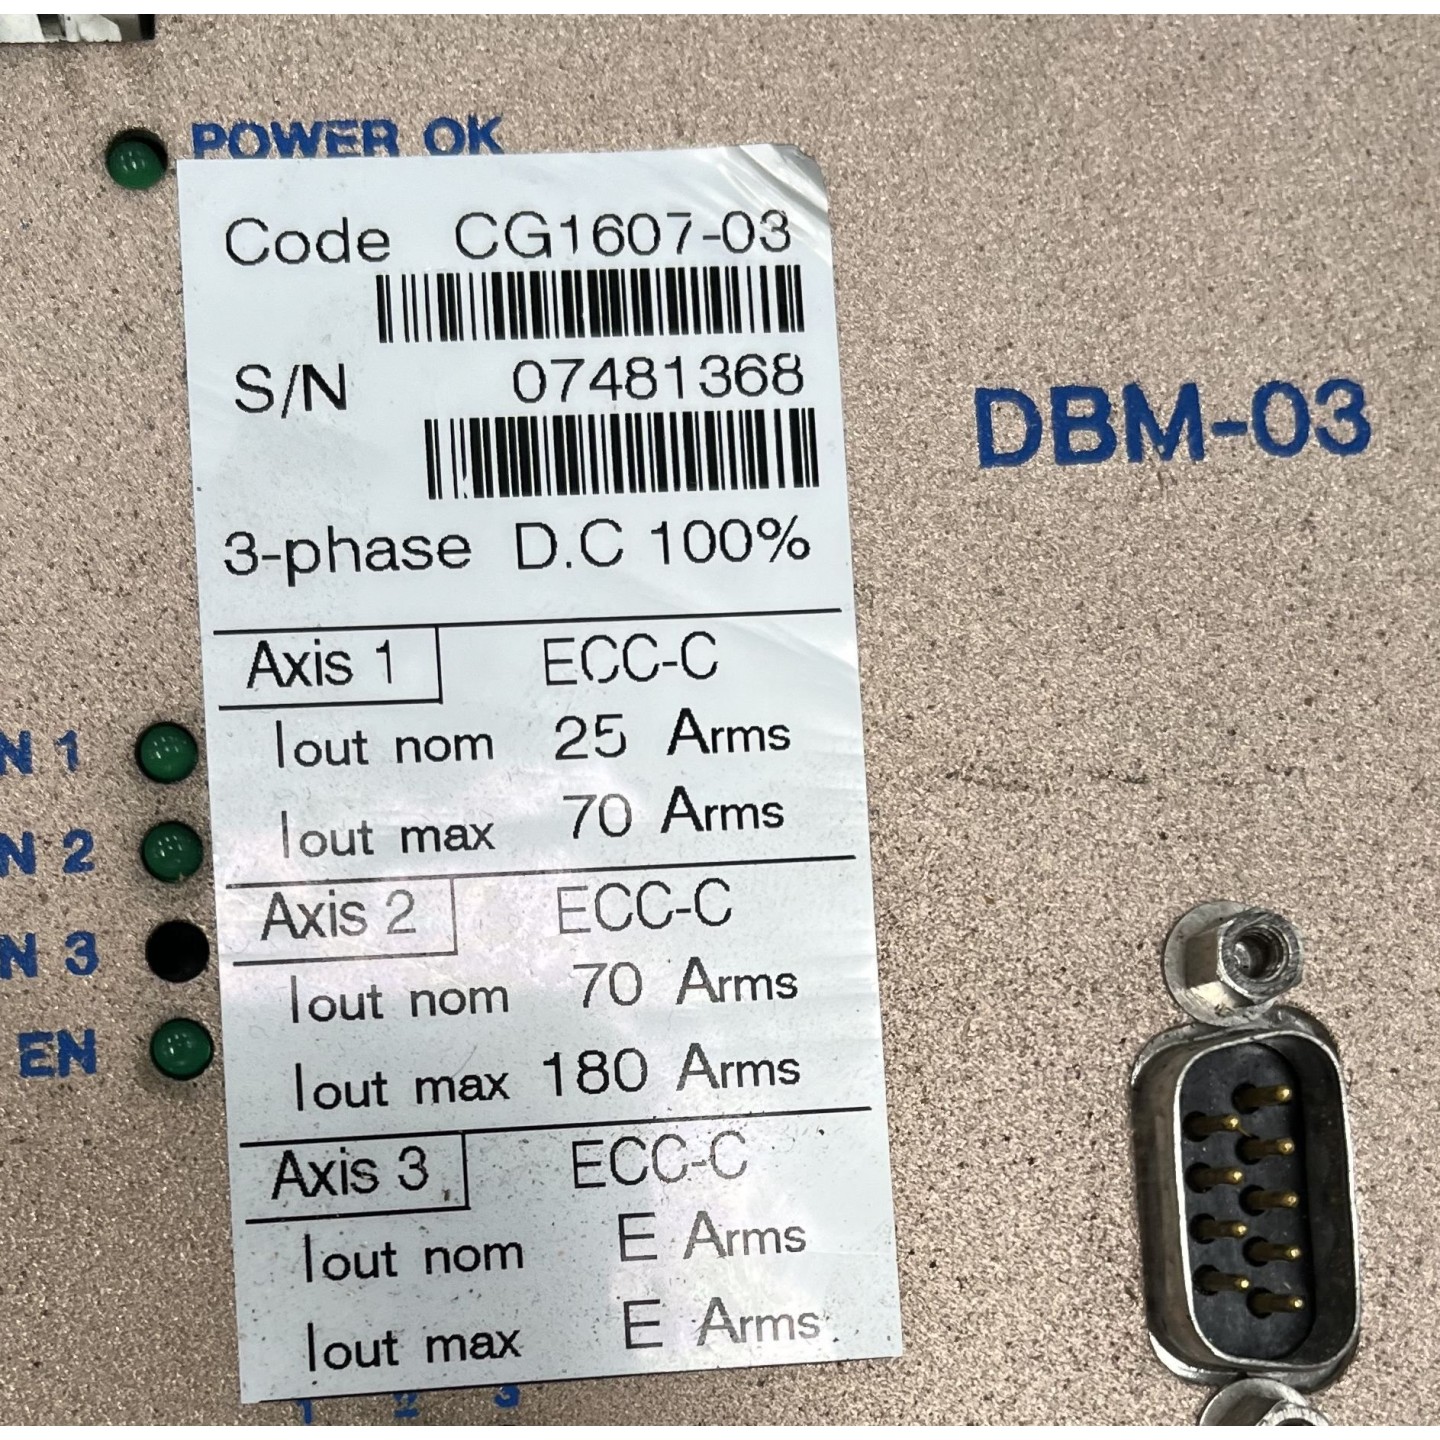 POWER OK
Code CG1607-03
S/N 07481368
DBM-03
3-phase D.C 100%
Axis 1 ECC-C
Iout nom 25 Arms
Iout max 70 Arms
Axis 2 ECC-C
Iout nom 70 Arms
Iout max 180 Arms
Axis 3 ECC-C
Iout nom E Arms
Iout max E Arms
N 1
N 2
N 3
EN
1 2 3